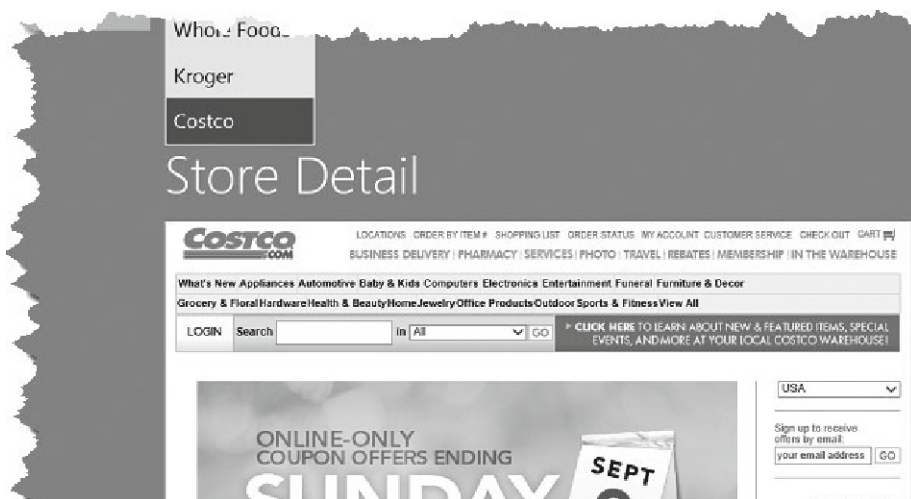 Whole Foods
Kroger
Costco
Store Detail
COSTCO
.COM
LOCATIONS ORDER BY ITEM # SHOPPING LIST ORDER STATUS MY ACCOUNT CUSTOMER SERVICE CHECK OUT CART
BUSINESS DELIVERY | PHARMACY | SERVICES | PHOTO | TRAVEL | REBATES | MEMBERSHIP | IN THE WAREHOUSE
What's New Appliances Automotive Baby & Kids Computers Electronics Entertainment Funeral Furniture & Decor
Grocery & Floral Hardware Health & Beauty Home Jewelry Office Products Outdoor Sports & Fitness View All
LOGIN Search in All GO
CLICK HERE TO LEARN ABOUT NEW & FEATURED ITEMS, SPECIAL
EVENTS, AND MORE AT YOUR LOCAL COSTCO WAREHOUSE!
USA
Sign up to receive
offers by email:
your email address GO
ONLINE-ONLY
COUPON OFFERS ENDING
SUNDAY
SEPT